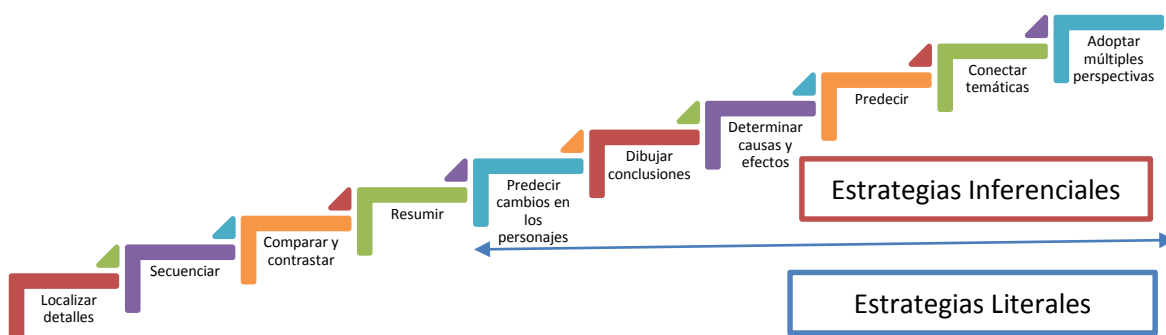 Localizar
detalles
Secuenciar
Comparar y
contrastar
Resumir
Predecir
cambios en
los
personajes
Dibujar
conclusiones
Determinar
causas y
efectos
Predecir
Conectar
temáticas
Adoptar
múltiples
perspectivas
Estrategias Inferenciales
Estrategias Literales